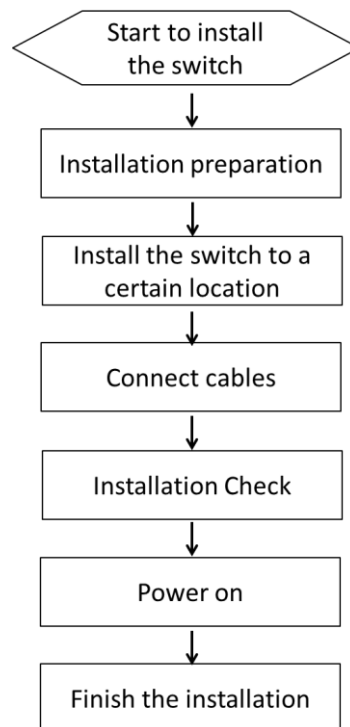 Start to install
the switch
Installation preparation
Install the switch to a
certain location
Connect cables
Installation Check
Power on
Finish the installation